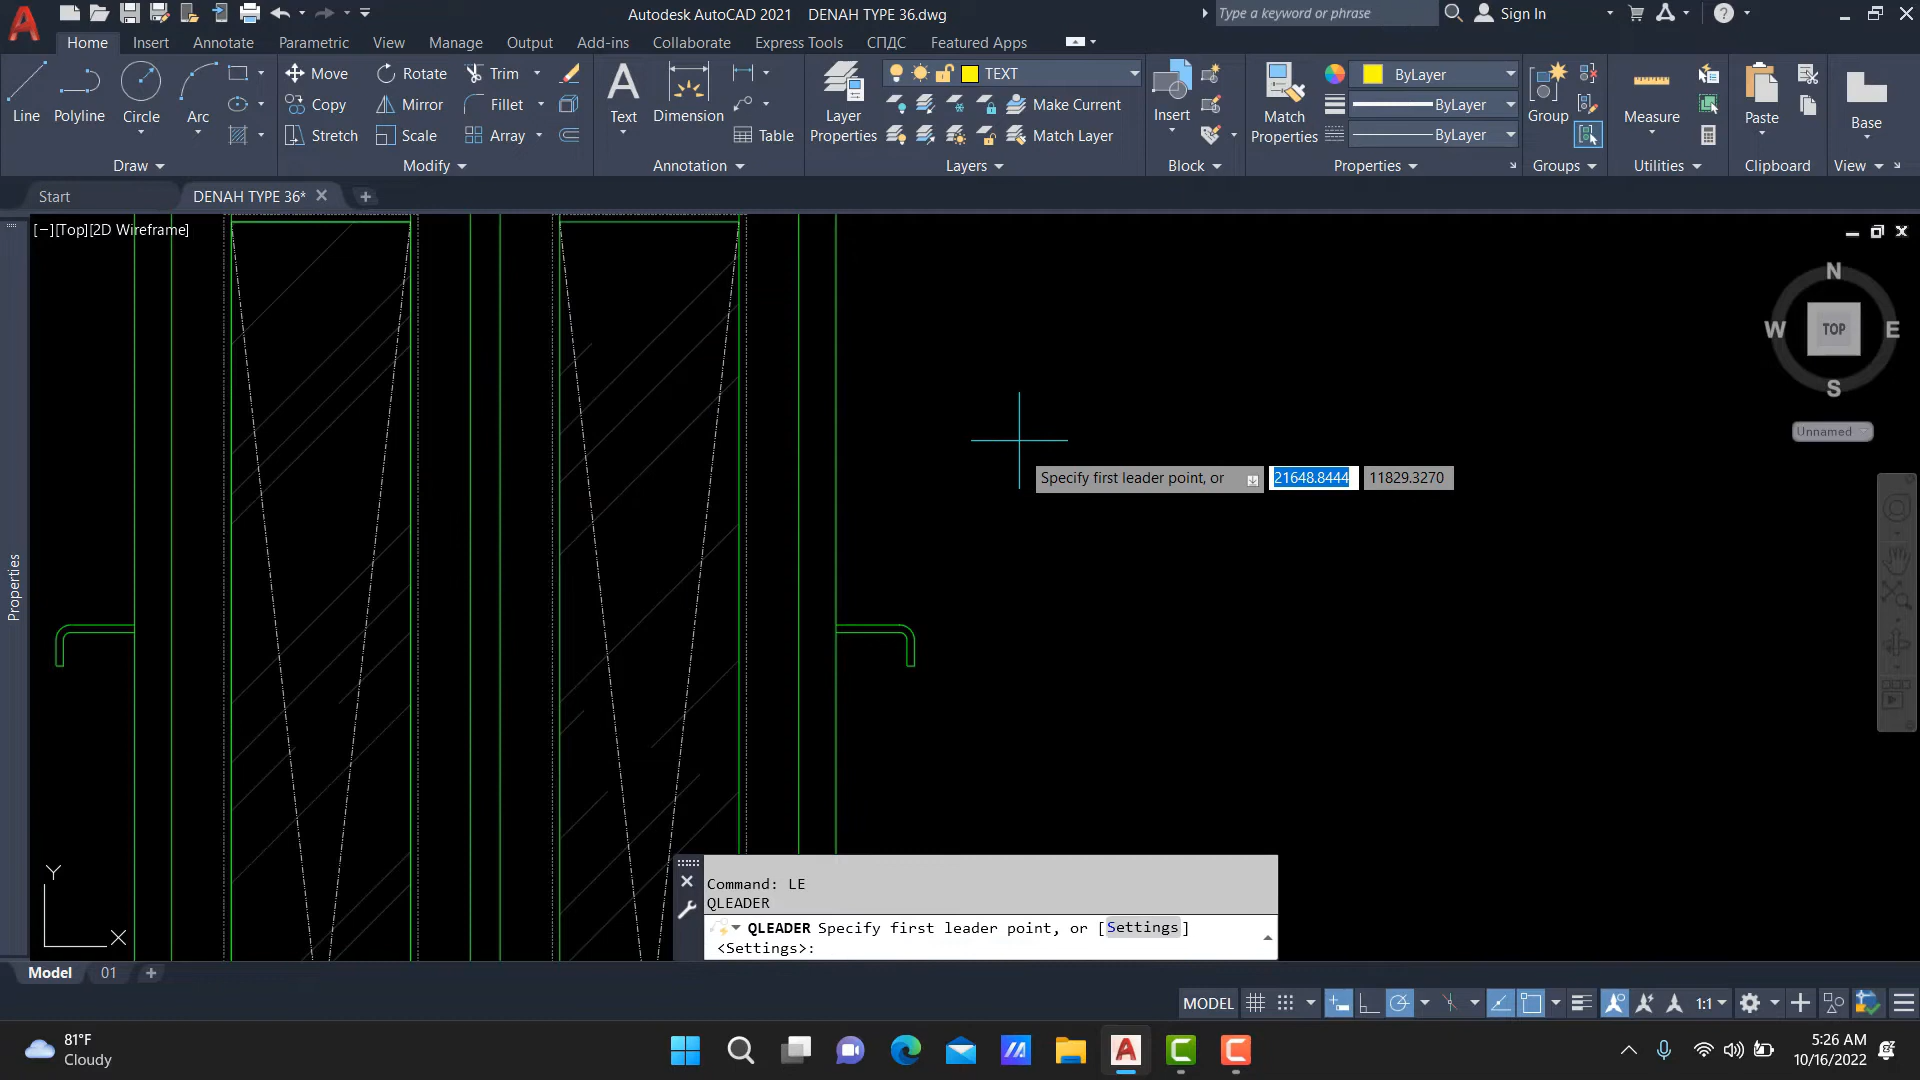 Autodesk AutoCAD 2021 DENAH TYPE 36.dwg
Type a keyword or phrase
Sign In
Home Insert Annotate Parametric View Manage Output Add-ins Collaborate Express Tools СПДС Featured Apps
Line Polyline Circle Arc
Move Rotate Trim
Copy Mirror Fillet
Stretch Scale Array
Text Dimension Table
Layer Properties
TEXT
Make Current
Match Layer
Insert
Match Properties
ByLayer
ByLayer
ByLayer
Group
Measure
Paste
Base
Draw Modify Annotation Layers Block Properties Groups Utilities Clipboard View
Start DENAH TYPE 36*
[−][Top][2D Wireframe]
N
W TOP E
S
Unnamed
Specify first leader point, or 21648.8444 11829.3270
Properties
Y
X
Command: LE
QLEADER
QLEADER Specify first leader point, or [Settings]
<Settings>:
Model 01
MODEL 1:1
81°F
Cloudy
5:26 AM
10/16/2022